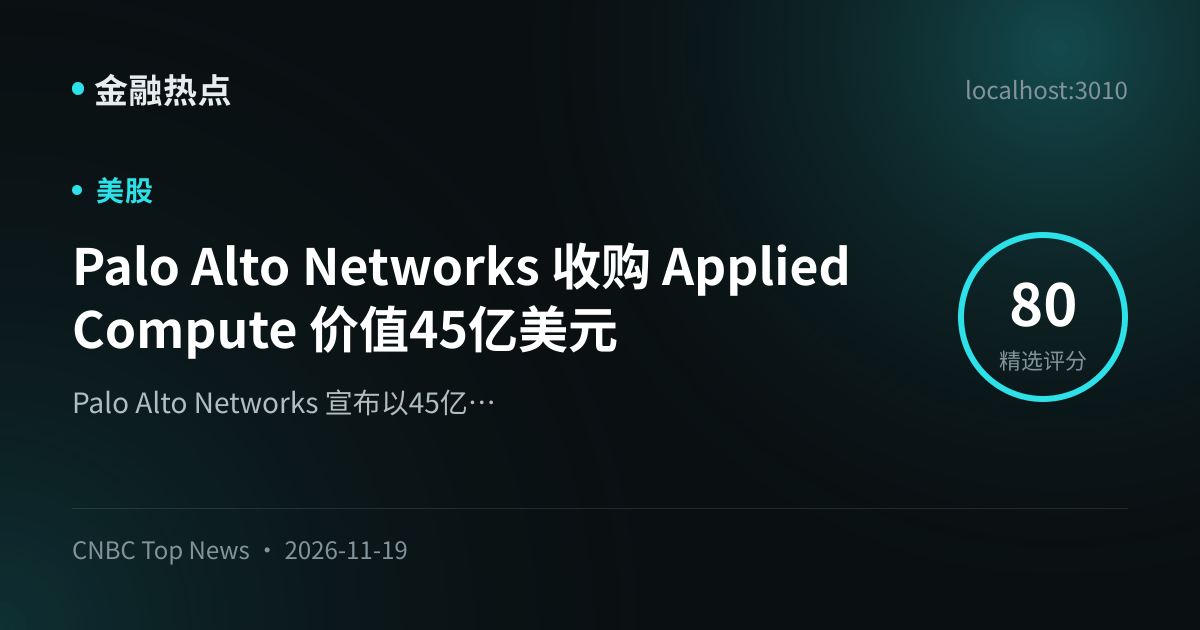 金融热点
localhost:3010
美股
Palo Alto Networks 收购 Applied
Compute 价值45亿美元
80
精选评分
Palo Alto Networks 宣布以45亿…
CNBC Top News · 2026-11-19